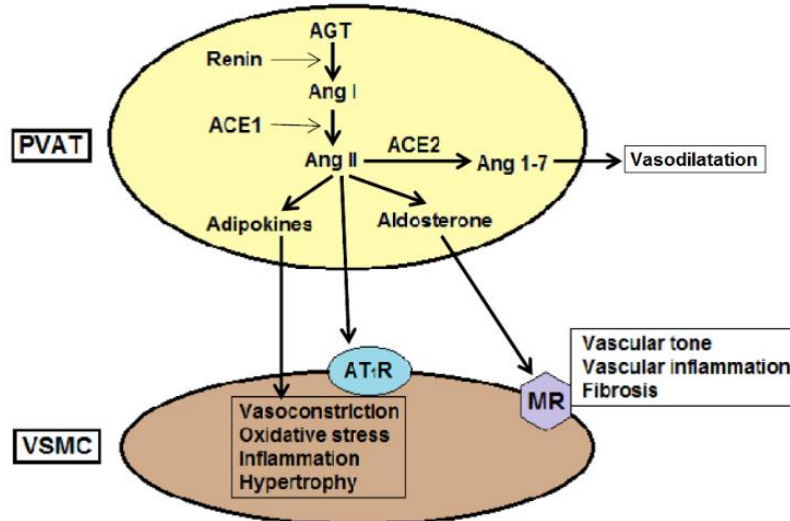 AGT
Renin
Ang I
ACE1
PVAT
ACE2
Ang II
Ang 1-7
Vasodilatation
Adipokines
Aldosterone
Vascular tone
Vascular inflammation
Fibrosis
AT₁R
MR
Vasoconstriction
Oxidative stress
Inflammation
Hypertrophy
VSMC